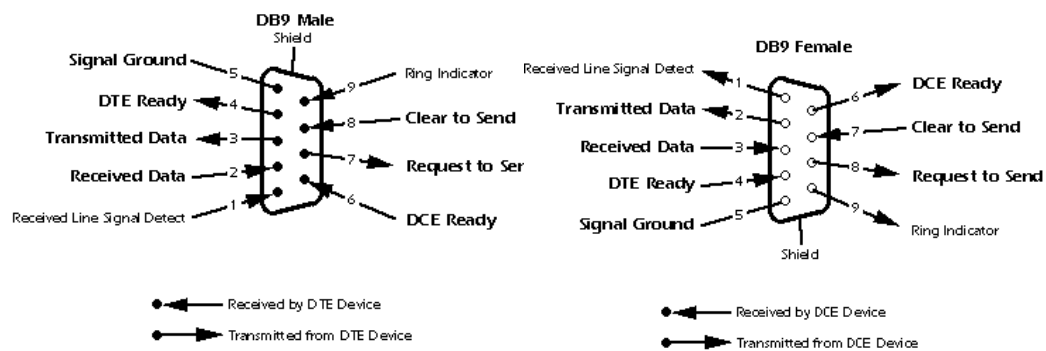 DB9 Male
Shield
Signal Ground
5
9
Ring Indicator
DTE Ready
4
8
Clear to Send
Transmitted Data
3
7
Request to Ser
Received Data
2
6
DCE Ready
Received Line Signal Detect
1
Received by DTE Device
Transmitted from DTE Device
DB9 Female
Received Line Signal Detect
1
6
DCE Ready
Transmitted Data
2
7
Clear to Send
Received Data
3
8
Request to Send
DTE Ready
4
9
Ring Indicator
Signal Ground
5
Shield
Received by DCE Device
Transmitted from DCE Device